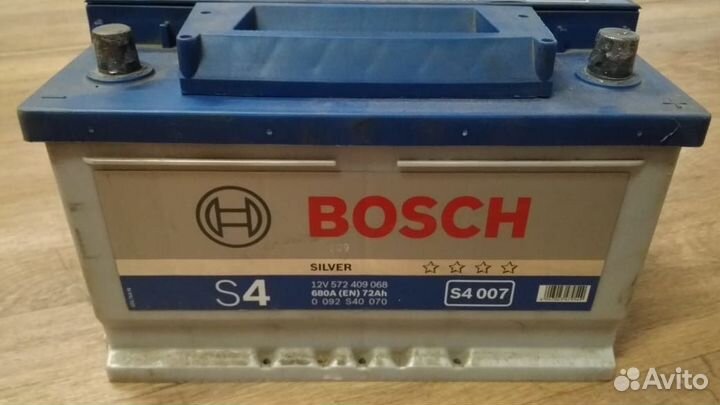 BOSCH
SILVER
S4
12V 572 409 068
680A (EN) 72Ah
0 092 S40 070
S4 007
Avito